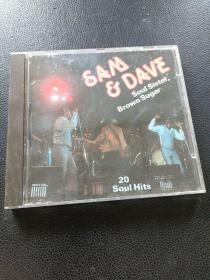 SAM
& DAVE
Soul Sister,
Brown Sugar
20
Soul Hits